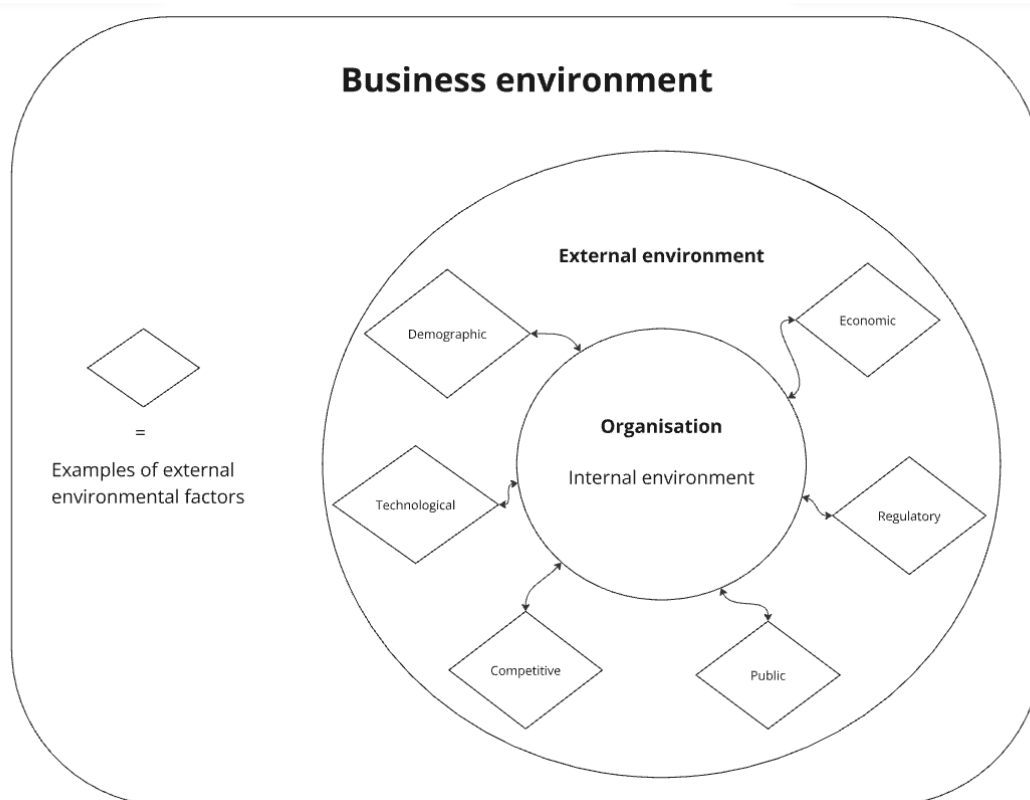 Business environment
External environment
Demographic
Economic
Organisation
Internal environment
=
Examples of external
environmental factors
Technological
Regulatory
Competitive
Public